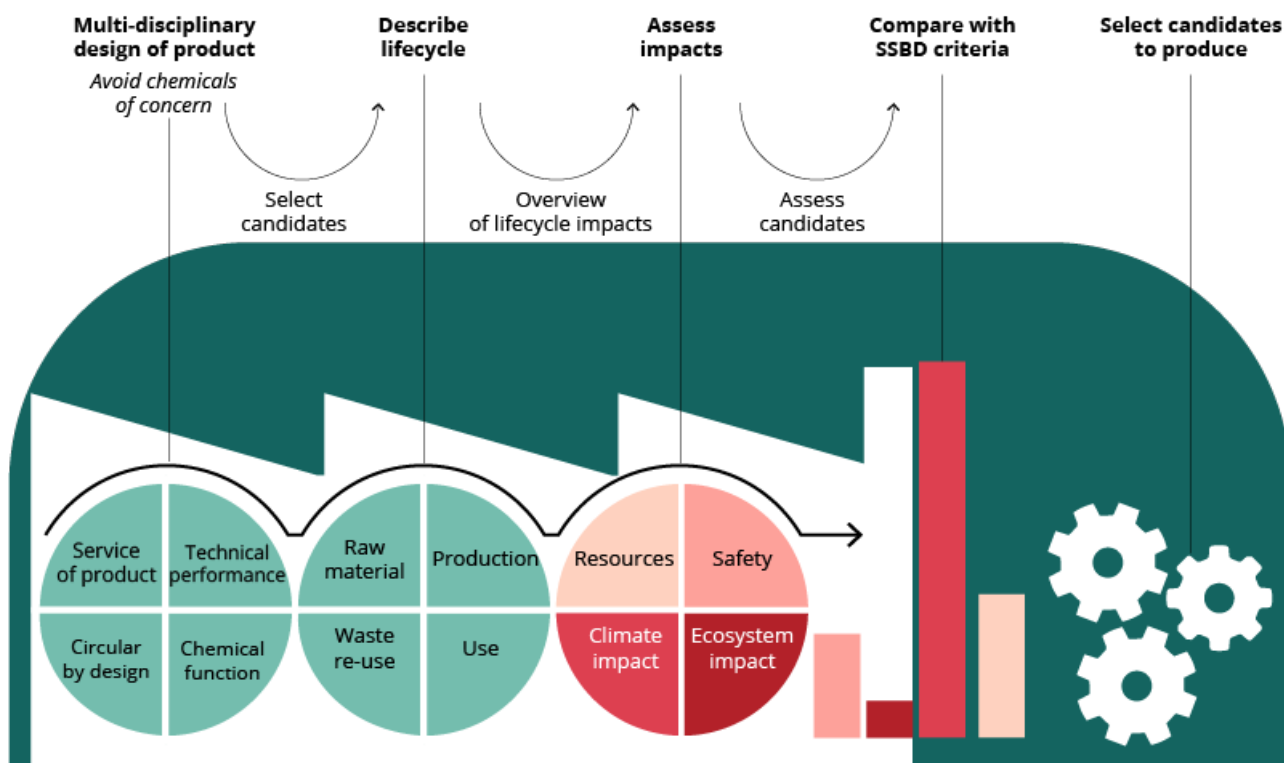 Multi-disciplinary
design of product
Avoid chemicals
of concern
Describe
lifecycle
Assess
impacts
Compare with
SSBD criteria
Select candidates
to produce
Select
candidates
Overview
of lifecycle impacts
Assess
candidates
Service
of product
Technical
performance
Circular
by design
Chemical
function
Raw
material
Production
Waste
re-use
Use
Resources
Safety
Climate
impact
Ecosystem
impact